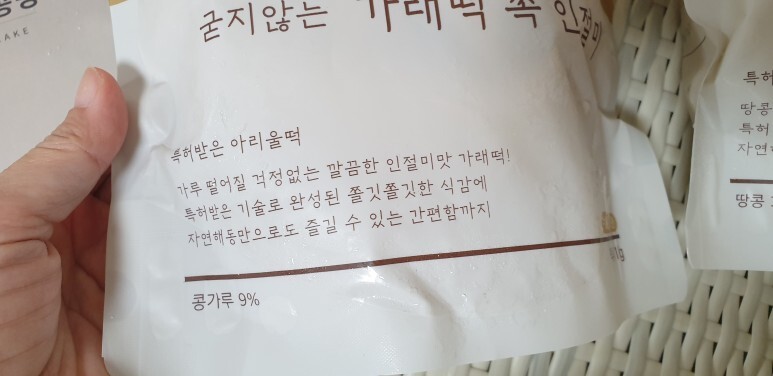 AKE
굳지않는 가래떡 쏙 인절미
특허받은 아리울떡
가루 떨어질 걱정없는 깔끔한 인절미맛 가래떡!
특허받은 기술로 완성된 쫄깃쫄깃한 식감에
자연해동만으로도 즐길 수 있는 간편함까지
콩가루 9%
특허
땅콩
특허
자연
땅콩